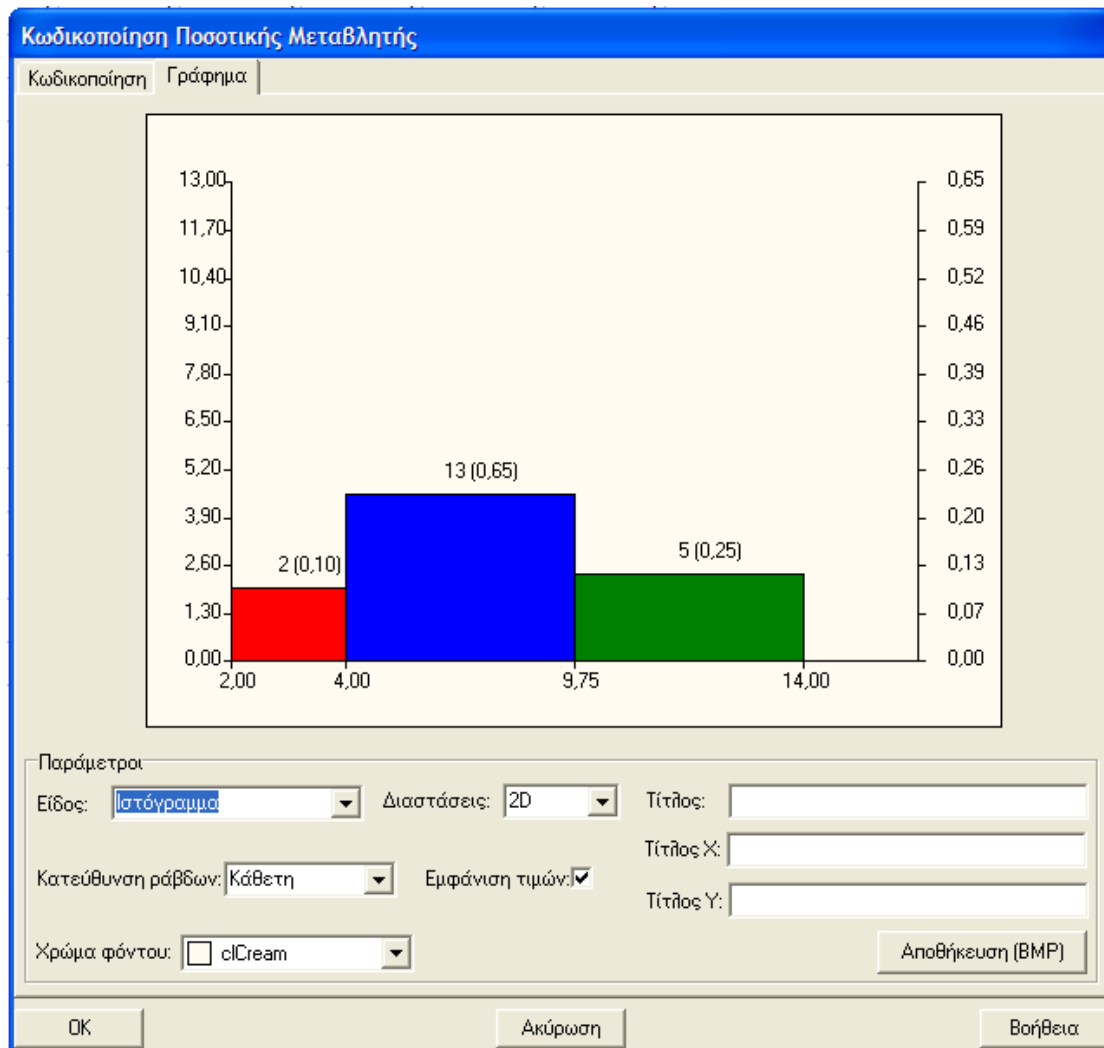 Κωδικοποίηση Ποσοτικής Μεταβλητής
Κωδικοποίηση Γράφημα
13,00 0,65
11,70 0,59
10,40 0,52
9,10 0,46
7,80 0,39
6,50 0,33
5,20 0,26
13 (0,65)
3,90 0,20
5 (0,25)
2,60 2 (0,10) 0,13
1,30 0,07
0,00 0,00
2,00 4,00 9,75 14,00
Παράμετροι
Είδος: Ιστόγραμμα Διαστάσεις: 2D Τίτλος:
Τίτλος Χ:
Κατεύθυνση ράβδων: Κάθετη Εμφάνιση τιμών:
Τίτλος Υ:
Χρώμα φόντου: clCream Αποθήκευση (BMP)
OK Ακύρωση Βοήθεια